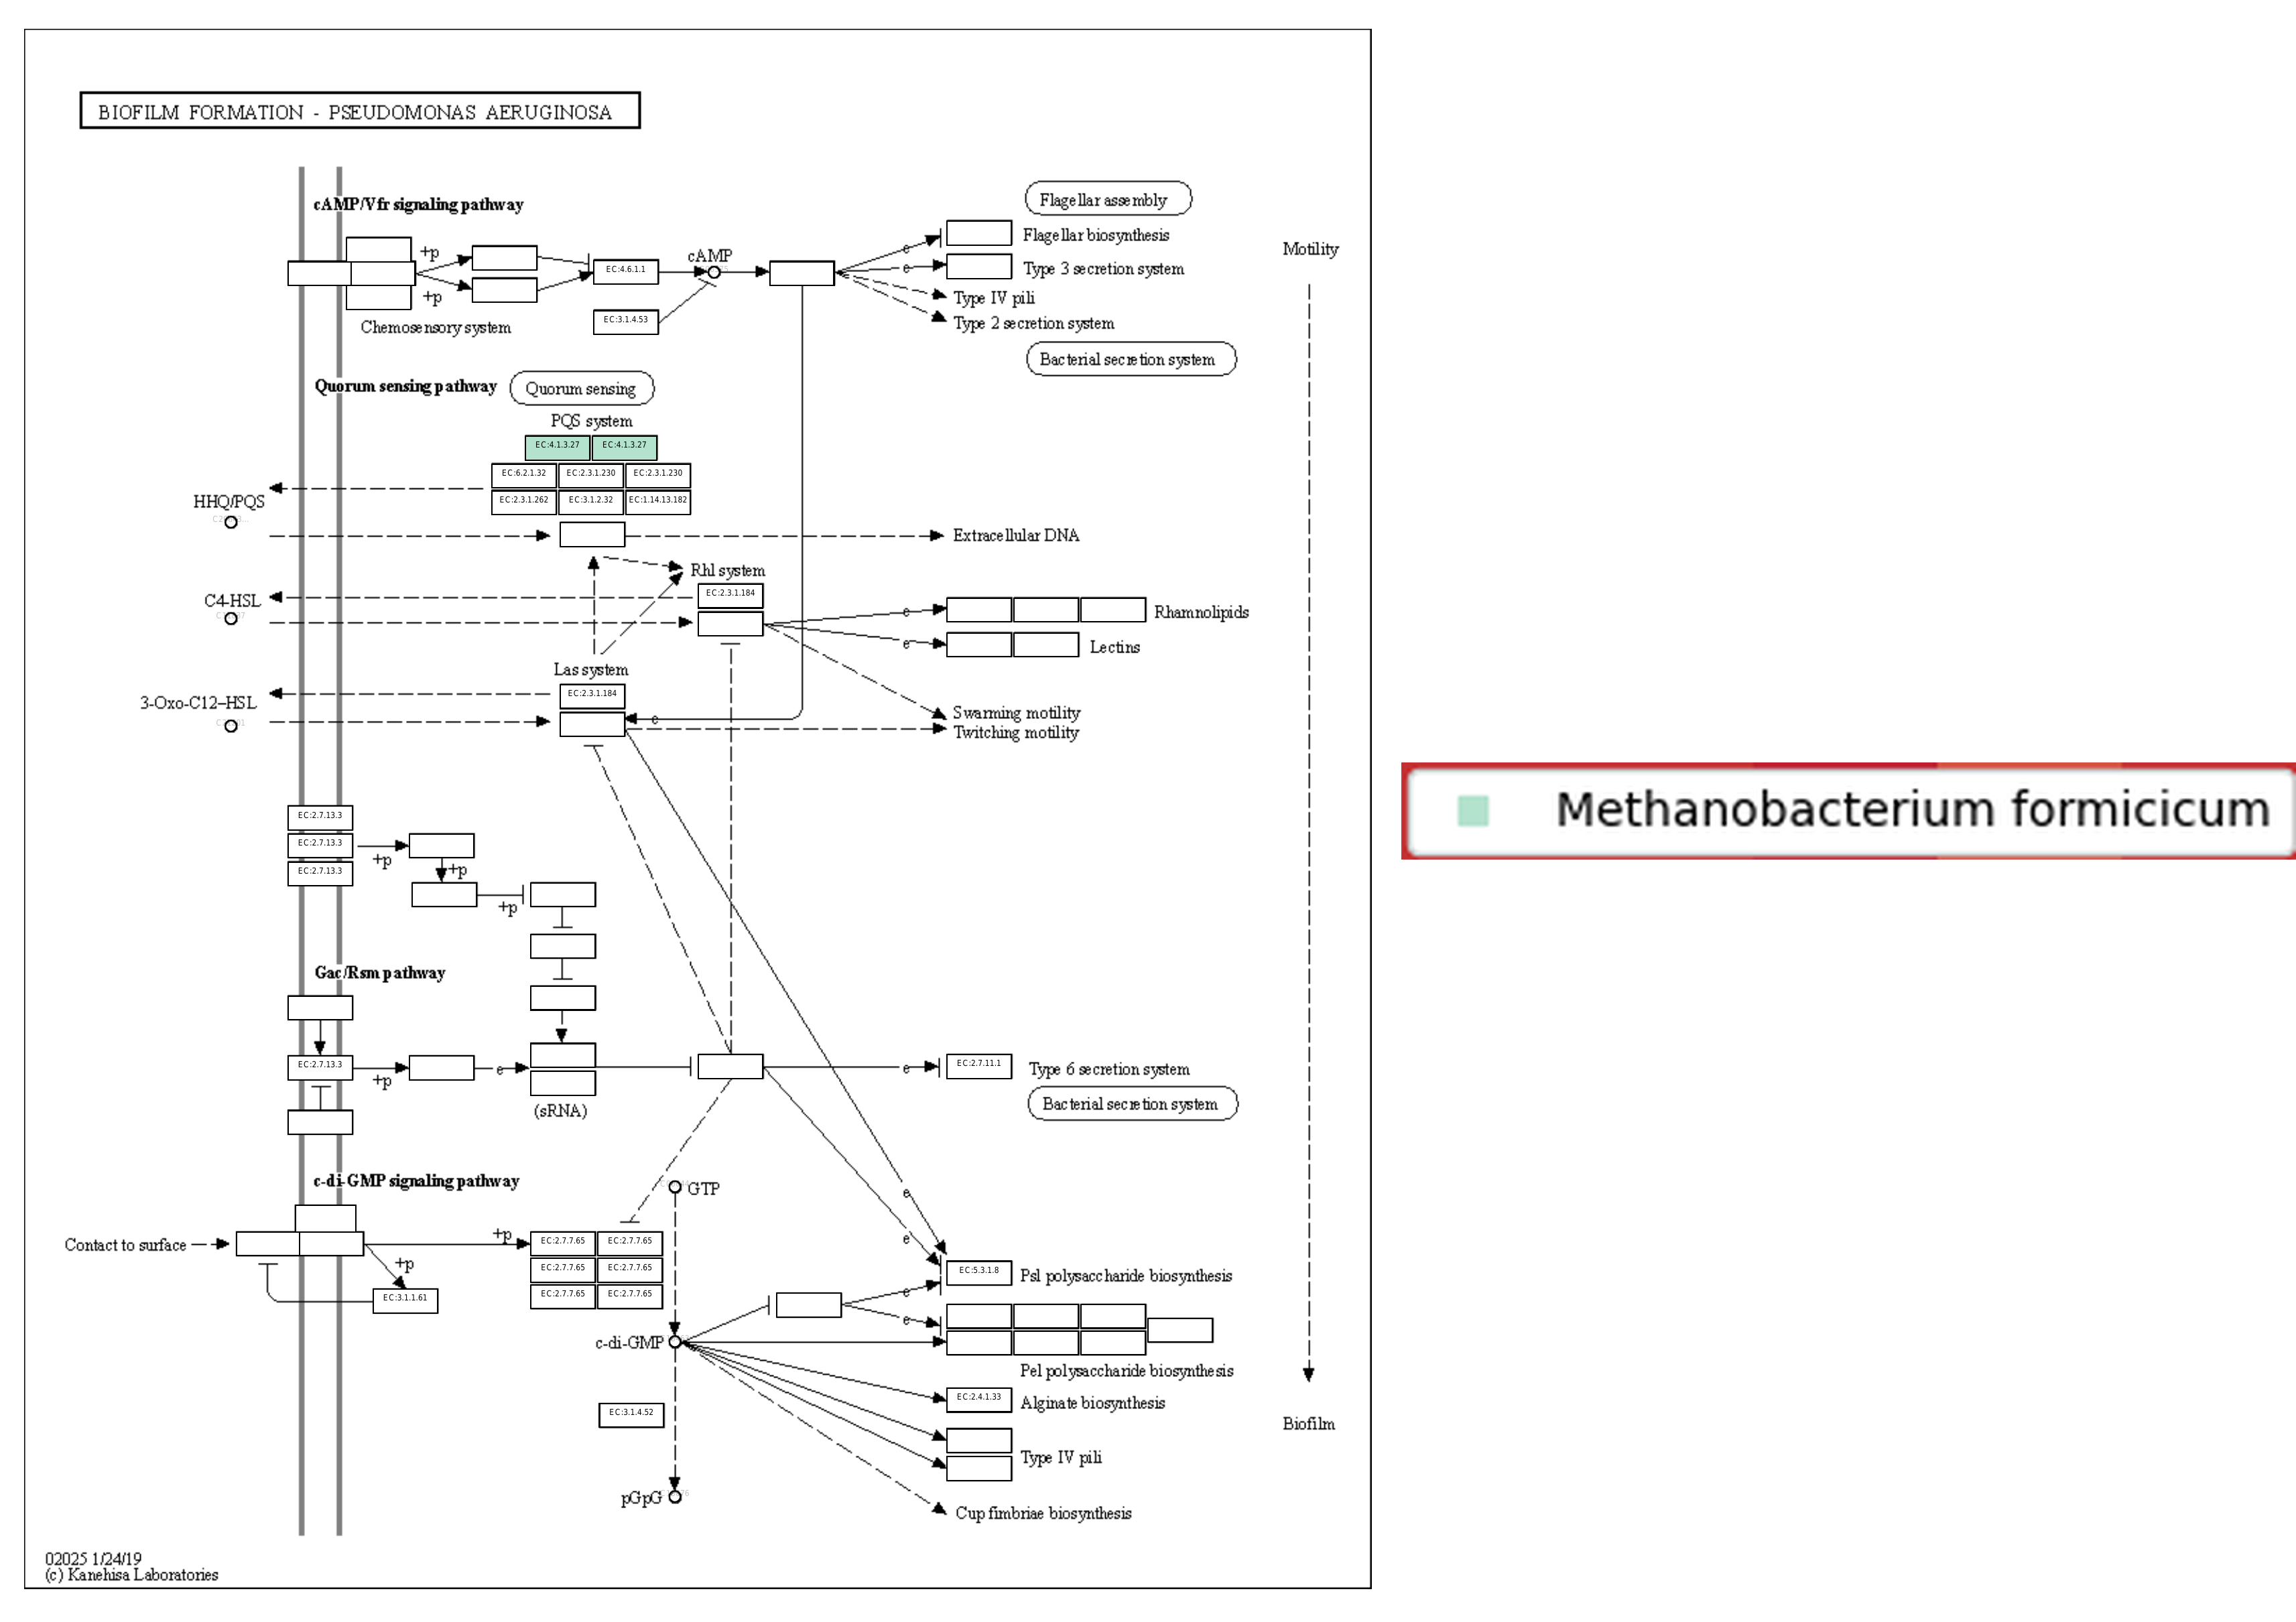 BIOFILM FORMATION - PSEUDOMONAS AERUGINOSA
cAMP/Vfr signaling pathway
Flagellar assembly
Flagellar biosynthesis
Motility
+p
cAMP
e
EC:4.6.1.1
e
Type 3 secretion system
+p
Type IV pili
EC:3.1.4.53
Type 2 secretion system
Chemosensory system
Bacterial secretion system
Quorum sensing pathway
Quorum sensing
PQS system
EC:4.1.3.27 EC:4.1.3.27
EC:6.2.1.32 EC:2.3.1.230 EC:2.3.1.230
HHQ/PQS
EC:2.3.1.262 EC:3.1.2.32 EC:1.14.13.182
Extracellular DNA
Rhl system
C4-HSL
EC:2.3.1.184
e
Rhamnolipids
e
Lectins
Las system
3-Oxo-C12-HSL
EC:2.3.1.184
e
Swarming motility
Twitching motility
EC:2.7.13.3
EC:2.7.13.3
+p
EC:2.7.13.3
+p
+p
Methanobacterium formicicum
Gac/Rsm pathway
EC:2.7.13.3
+p
e
e
EC:2.7.11.1
Type 6 secretion system
(sRNA)
Bacterial secretion system
c-di-GMP signaling pathway
GTP
e
Contact to surface
+p
EC:2.7.7.65 EC:2.7.7.65
e
+p
EC:2.7.7.65 EC:2.7.7.65
EC:5.3.1.8
Psl polysaccharide biosynthesis
EC:3.1.1.61
EC:2.7.7.65 EC:2.7.7.65
e
e
c-di-GMP
Pel polysaccharide biosynthesis
EC:2.4.1.33
Alginate biosynthesis
EC:3.1.4.52
Biofilm
Type IV pili
pGpG
Cup fimbriae biosynthesis
02025 1/24/19
(c) Kanehisa Laboratories